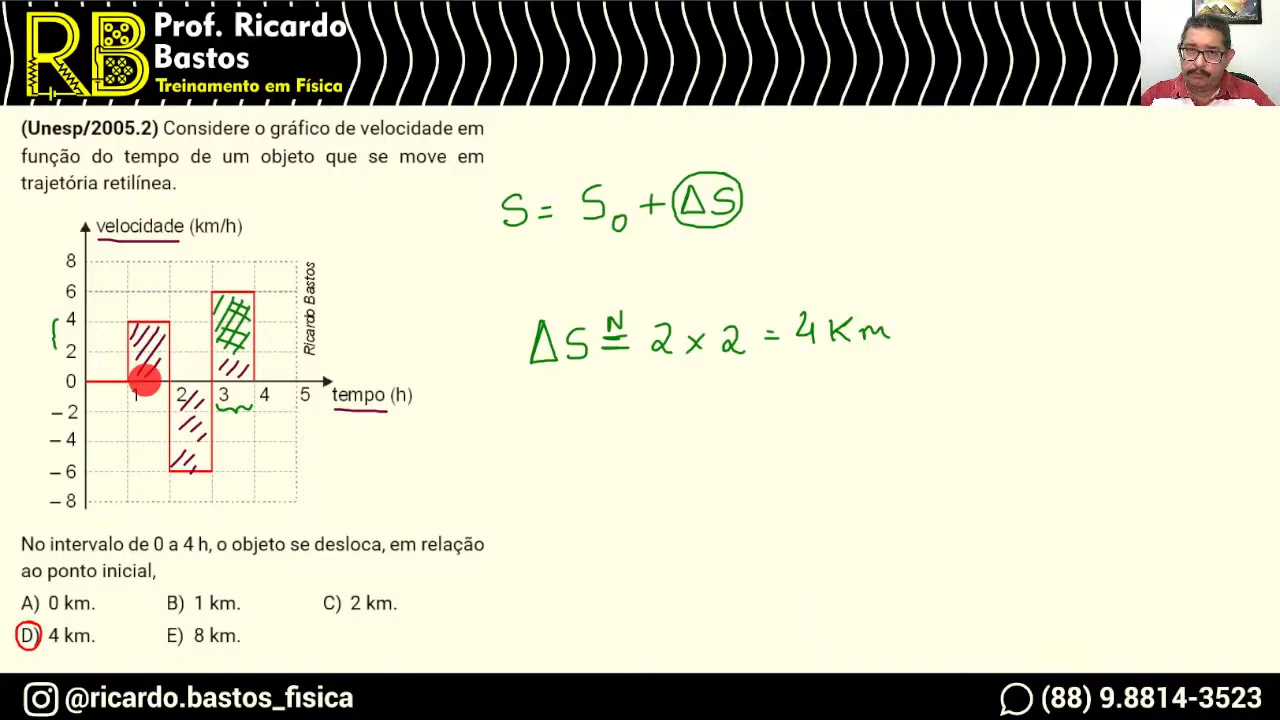 RB
Prof. Ricardo
Bastos
Treinamento em Física
(Unesp/2005.2) Considere o gráfico de velocidade em
função do tempo de um objeto que se move em
trajetória retilínea.
velocidade (km/h)
8
6
4
2
0
– 2
– 4
– 6
– 8
1 2 3 4 5 tempo (h)
Ricardo Bastos
S = S0 + ΔS
ΔS N= 2 × 2 = 4 Km
No intervalo de 0 a 4 h, o objeto se desloca, em relação
ao ponto inicial,
A) 0 km. B) 1 km. C) 2 km.
D) 4 km. E) 8 km.
@ricardo.bastos_fisica
(88) 9.8814-3523